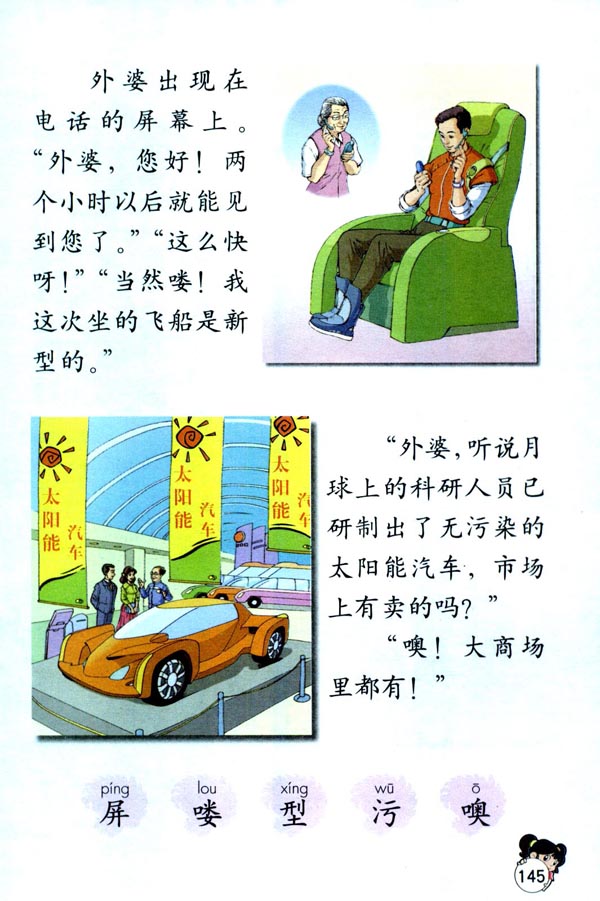 外婆出现在
电话的屏幕上。
“外婆，您好！两
个小时以后就能见
到您了。”“这么快
呀！”“当然喽！我
这次坐的飞船是新
型的。”
太阳能
汽车
太阳能
汽车
太阳能
汽车
“外婆，听说月
球上的科研人员已
研制出了无污染的
太阳能汽车，市场
上有卖的吗？”
“噢！大商场
里都有！”
píng lou xíng wū ō
屏 喽 型 污 噢
145